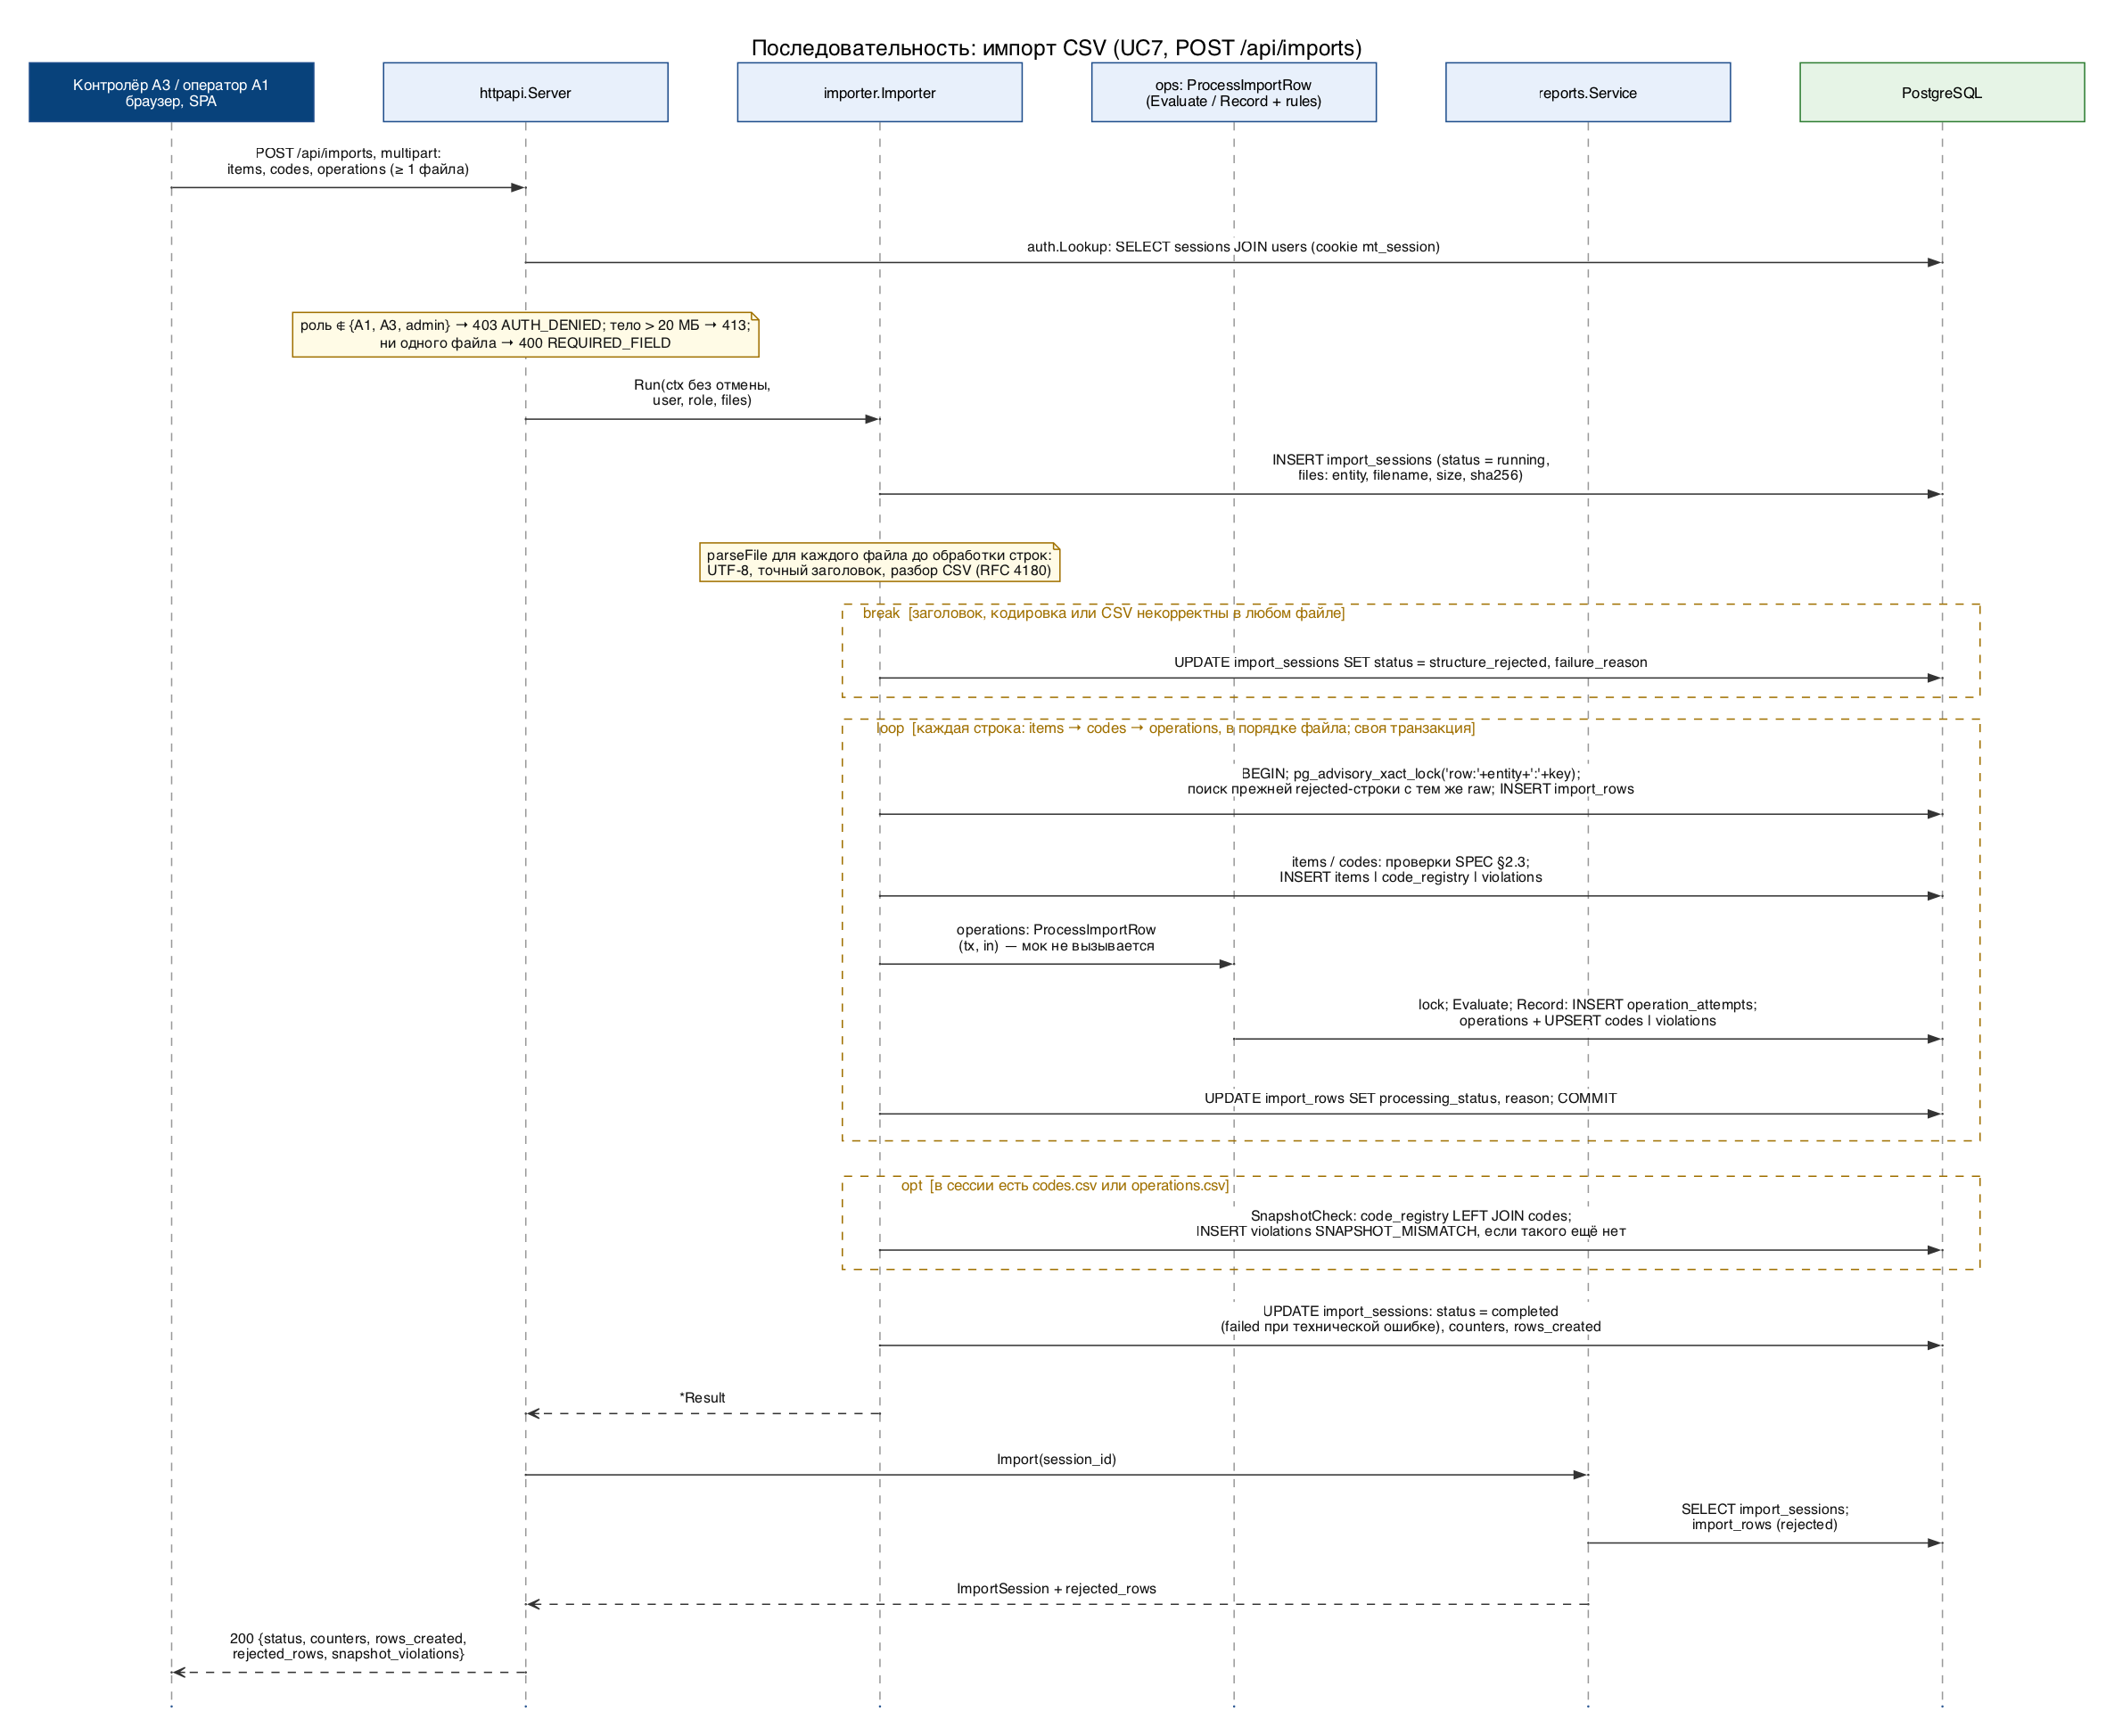 Последовательность: импорт CSV (UC7, POST /api/imports)
Контролёр A3 / оператор A1
браузер, SPA
httpapi.Server
importer.Importer
ops: ProcessImportRow
(Evaluate / Record + rules)
reports.Service
PostgreSQL
POST /api/imports, multipart:
items, codes, operations (≥ 1 файла)
auth.Lookup: SELECT sessions JOIN users (cookie mt_session)
роль ∉ {A1, A3, admin} → 403 AUTH_DENIED; тело > 20 МБ → 413;
ни одного файла → 400 REQUIRED_FIELD
Run(ctx без отмены,
user, role, files)
INSERT import_sessions (status = running,
files: entity, filename, size, sha256)
parseFile для каждого файла до обработки строк:
UTF-8, точный заголовок, разбор CSV (RFC 4180)
break [заголовок, кодировка или CSV некорректны в любом файле]
UPDATE import_sessions SET status = structure_rejected, failure_reason
loop [каждая строка: items → codes → operations, в порядке файла; своя транзакция]
BEGIN; pg_advisory_xact_lock('row:'+entity+':'+key);
поиск прежней rejected-строки с тем же raw; INSERT import_rows
items / codes: проверки SPEC §2.3;
INSERT items | code_registry | violations
operations: ProcessImportRow
(tx, in) — мок не вызывается
lock; Evaluate; Record: INSERT operation_attempts;
operations + UPSERT codes | violations
UPDATE import_rows SET processing_status, reason; COMMIT
opt [в сессии есть codes.csv или operations.csv]
SnapshotCheck: code_registry LEFT JOIN codes;
INSERT violations SNAPSHOT_MISMATCH, если такого ещё нет
UPDATE import_sessions: status = completed
(failed при технической ошибке), counters, rows_created
*Result
Import(session_id)
SELECT import_sessions;
import_rows (rejected)
ImportSession + rejected_rows
200 {status, counters, rows_created,
rejected_rows, snapshot_violations}